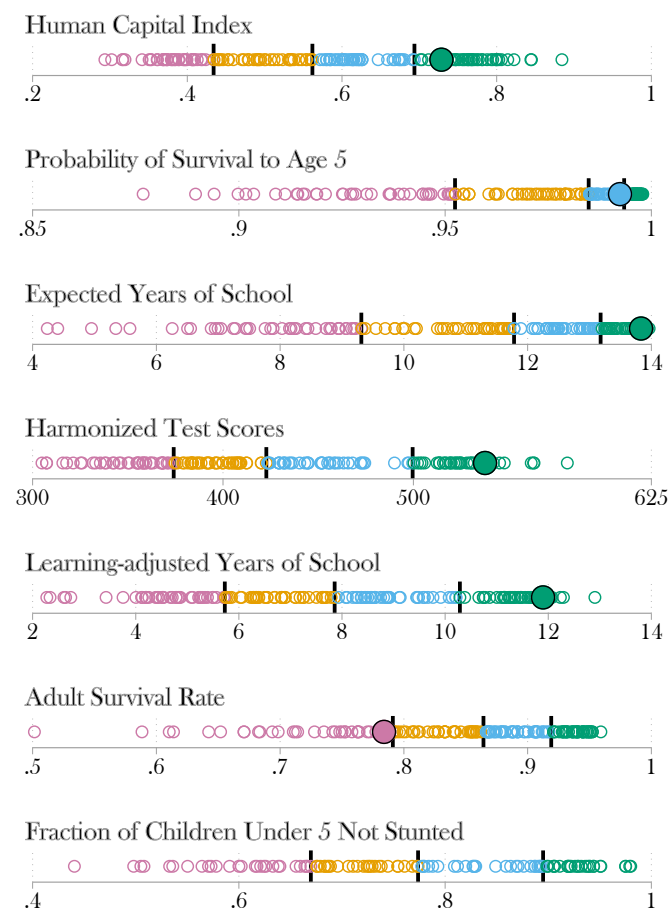 Human Capital Index
.2 .4 .6 .8 1
Probability of Survival to Age 5
.85 .9 .95 1
Expected Years of School
4 6 8 10 12 14
Harmonized Test Scores
300 400 500 625
Learning-adjusted Years of School
2 4 6 8 10 12 14
Adult Survival Rate
.5 .6 .7 .8 .9 1
Fraction of Children Under 5 Not Stunted
.4 .6 .8 1